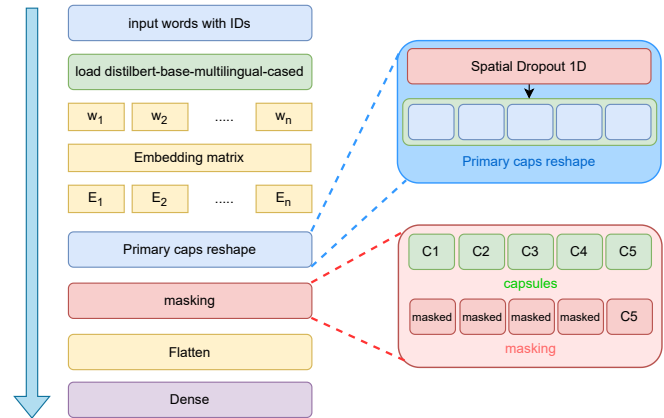 input words with IDs
load distilbert-base-multilingual-cased
w1 w2 ..... wn
Embedding matrix
E1 E2 ..... En
Primary caps reshape
masking
Flatten
Dense
Spatial Dropout 1D
Primary caps reshape
C1 C2 C3 C4 C5
capsules
masked masked masked masked C5
masking